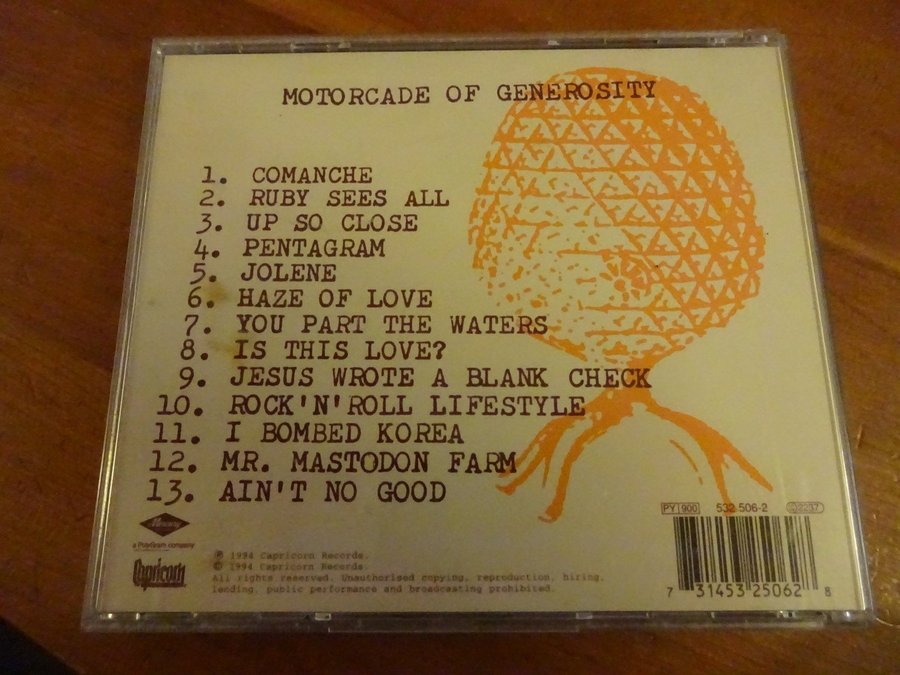 MOTORCADE OF GENEROSITY
1. COMANCHE
2. RUBY SEES ALL
3. UP SO CLOSE
4. PENTAGRAM
5. JOLENE
6. HAZE OF LOVE
7. YOU PART THE WATERS
8. IS THIS LOVE?
9. JESUS WROTE A BLANK CHECK
10. ROCK'N'ROLL LIFESTYLE
11. I BOMBED KOREA
12. MR. MASTODON FARM
13. AIN'T NO GOOD
PY 900 532 506-2
Mercury
a PolyGram company
Capricorn
℗ 1994 Capricorn Records.
© 1994 Capricorn Records.
All rights reserved. Unauthorised copying, reproduction, hiring,
lending, public performance and broadcasting prohibited.
7 31453 25062 8